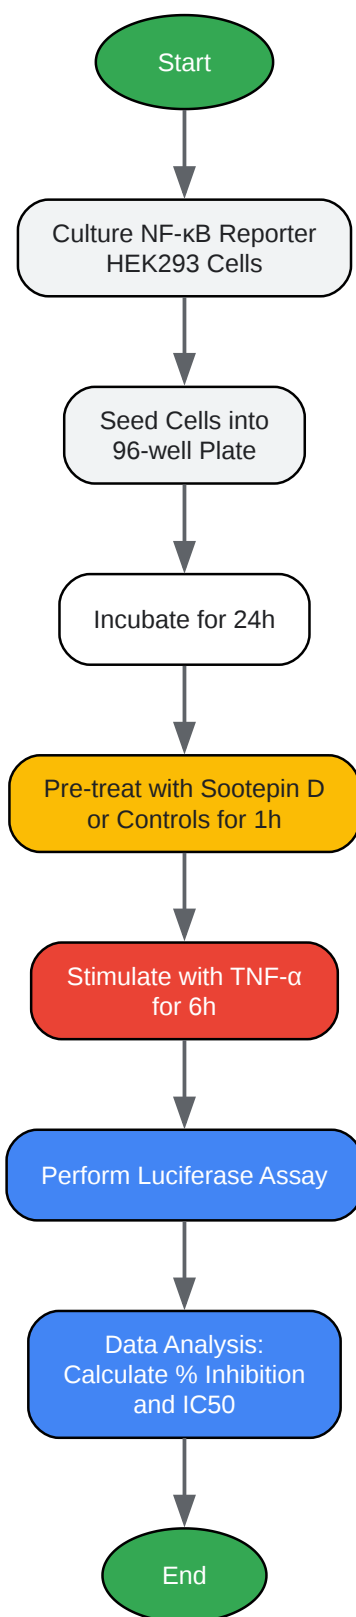 Start
Culture NF-κB Reporter
HEK293 Cells
Seed Cells into
96-well Plate
Incubate for 24h
Pre-treat with Sootepin D
or Controls for 1h
Stimulate with TNF-α
for 6h
Perform Luciferase Assay
Data Analysis:
Calculate % Inhibition
and IC50
End